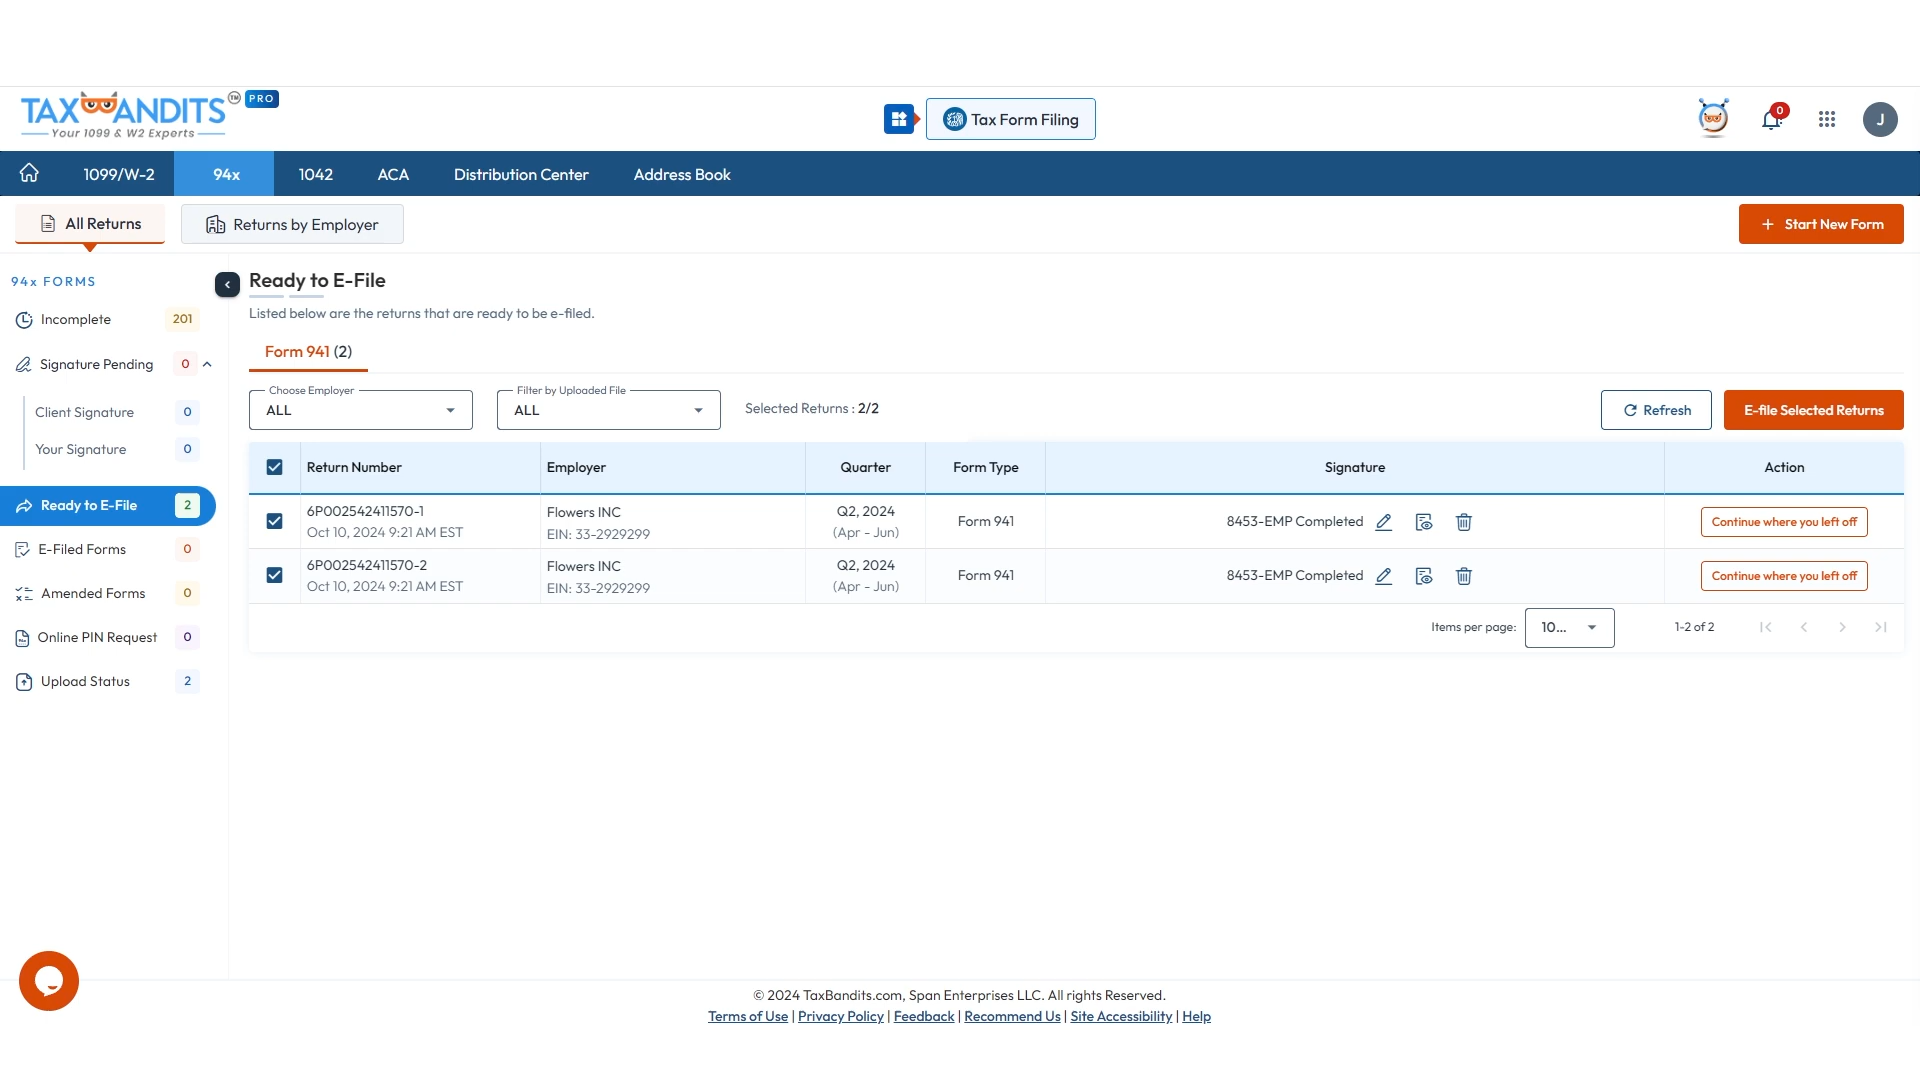 TAXBANDITS TM PRO
Your 1099 & W2 Experts
Tax Form Filing
0
J
1099/W-2 94x 1042 ACA Distribution Center Address Book
All Returns
Returns by Employer
+ Start New Form
94x FORMS
Incomplete 201
Signature Pending 0
Client Signature 0
Your Signature 0
Ready to E-File 2
E-Filed Forms 0
Amended Forms 0
Online PIN Request 0
Upload Status 2
Ready to E-File
Listed below are the returns that are ready to be e-filed.
Form 941 (2)
Choose Employer
ALL
Filter by Uploaded File
ALL
Selected Returns : 2/2
Refresh
E-file Selected Returns
Return Number Employer Quarter Form Type Signature Action
6P002542411570-1 Flowers INC Q2, 2024 Form 941 8453-EMP Completed Continue where you left off
Oct 10, 2024 9:21 AM EST EIN: 33-2929299 (Apr - Jun)
6P002542411570-2 Flowers INC Q2, 2024 Form 941 8453-EMP Completed Continue where you left off
Oct 10, 2024 9:21 AM EST EIN: 33-2929299 (Apr - Jun)
Items per page: 10... 1-2 of 2
© 2024 TaxBandits.com, Span Enterprises LLC. All rights Reserved.
Terms of Use | Privacy Policy | Feedback | Recommend Us | Site Accessibility | Help